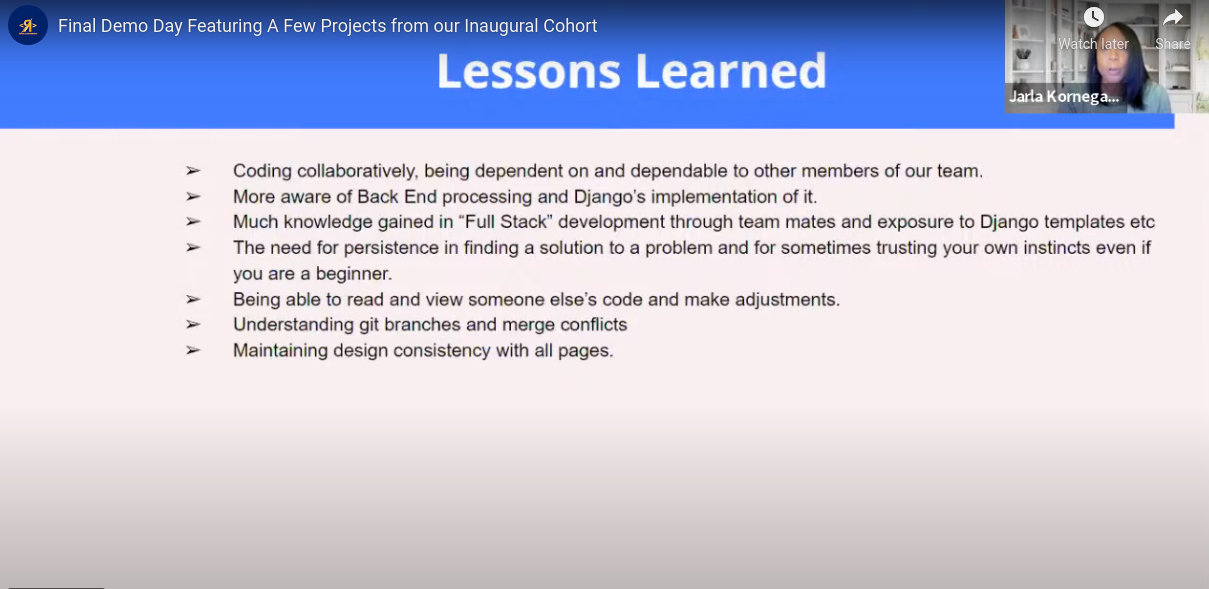 Final Demo Day Featuring A Few Projects from our Inaugural Cohort
Watch later
Share
Lessons Learned
Jarla Kornega...
➢ Coding collaboratively, being dependent on and dependable to other members of our team.
➢ More aware of Back End processing and Django’s implementation of it.
➢ Much knowledge gained in “Full Stack” development through team mates and exposure to Django templates etc
➢ The need for persistence in finding a solution to a problem and for sometimes trusting your own instincts even if
you are a beginner.
➢ Being able to read and view someone else’s code and make adjustments.
➢ Understanding git branches and merge conflicts
➢ Maintaining design consistency with all pages.